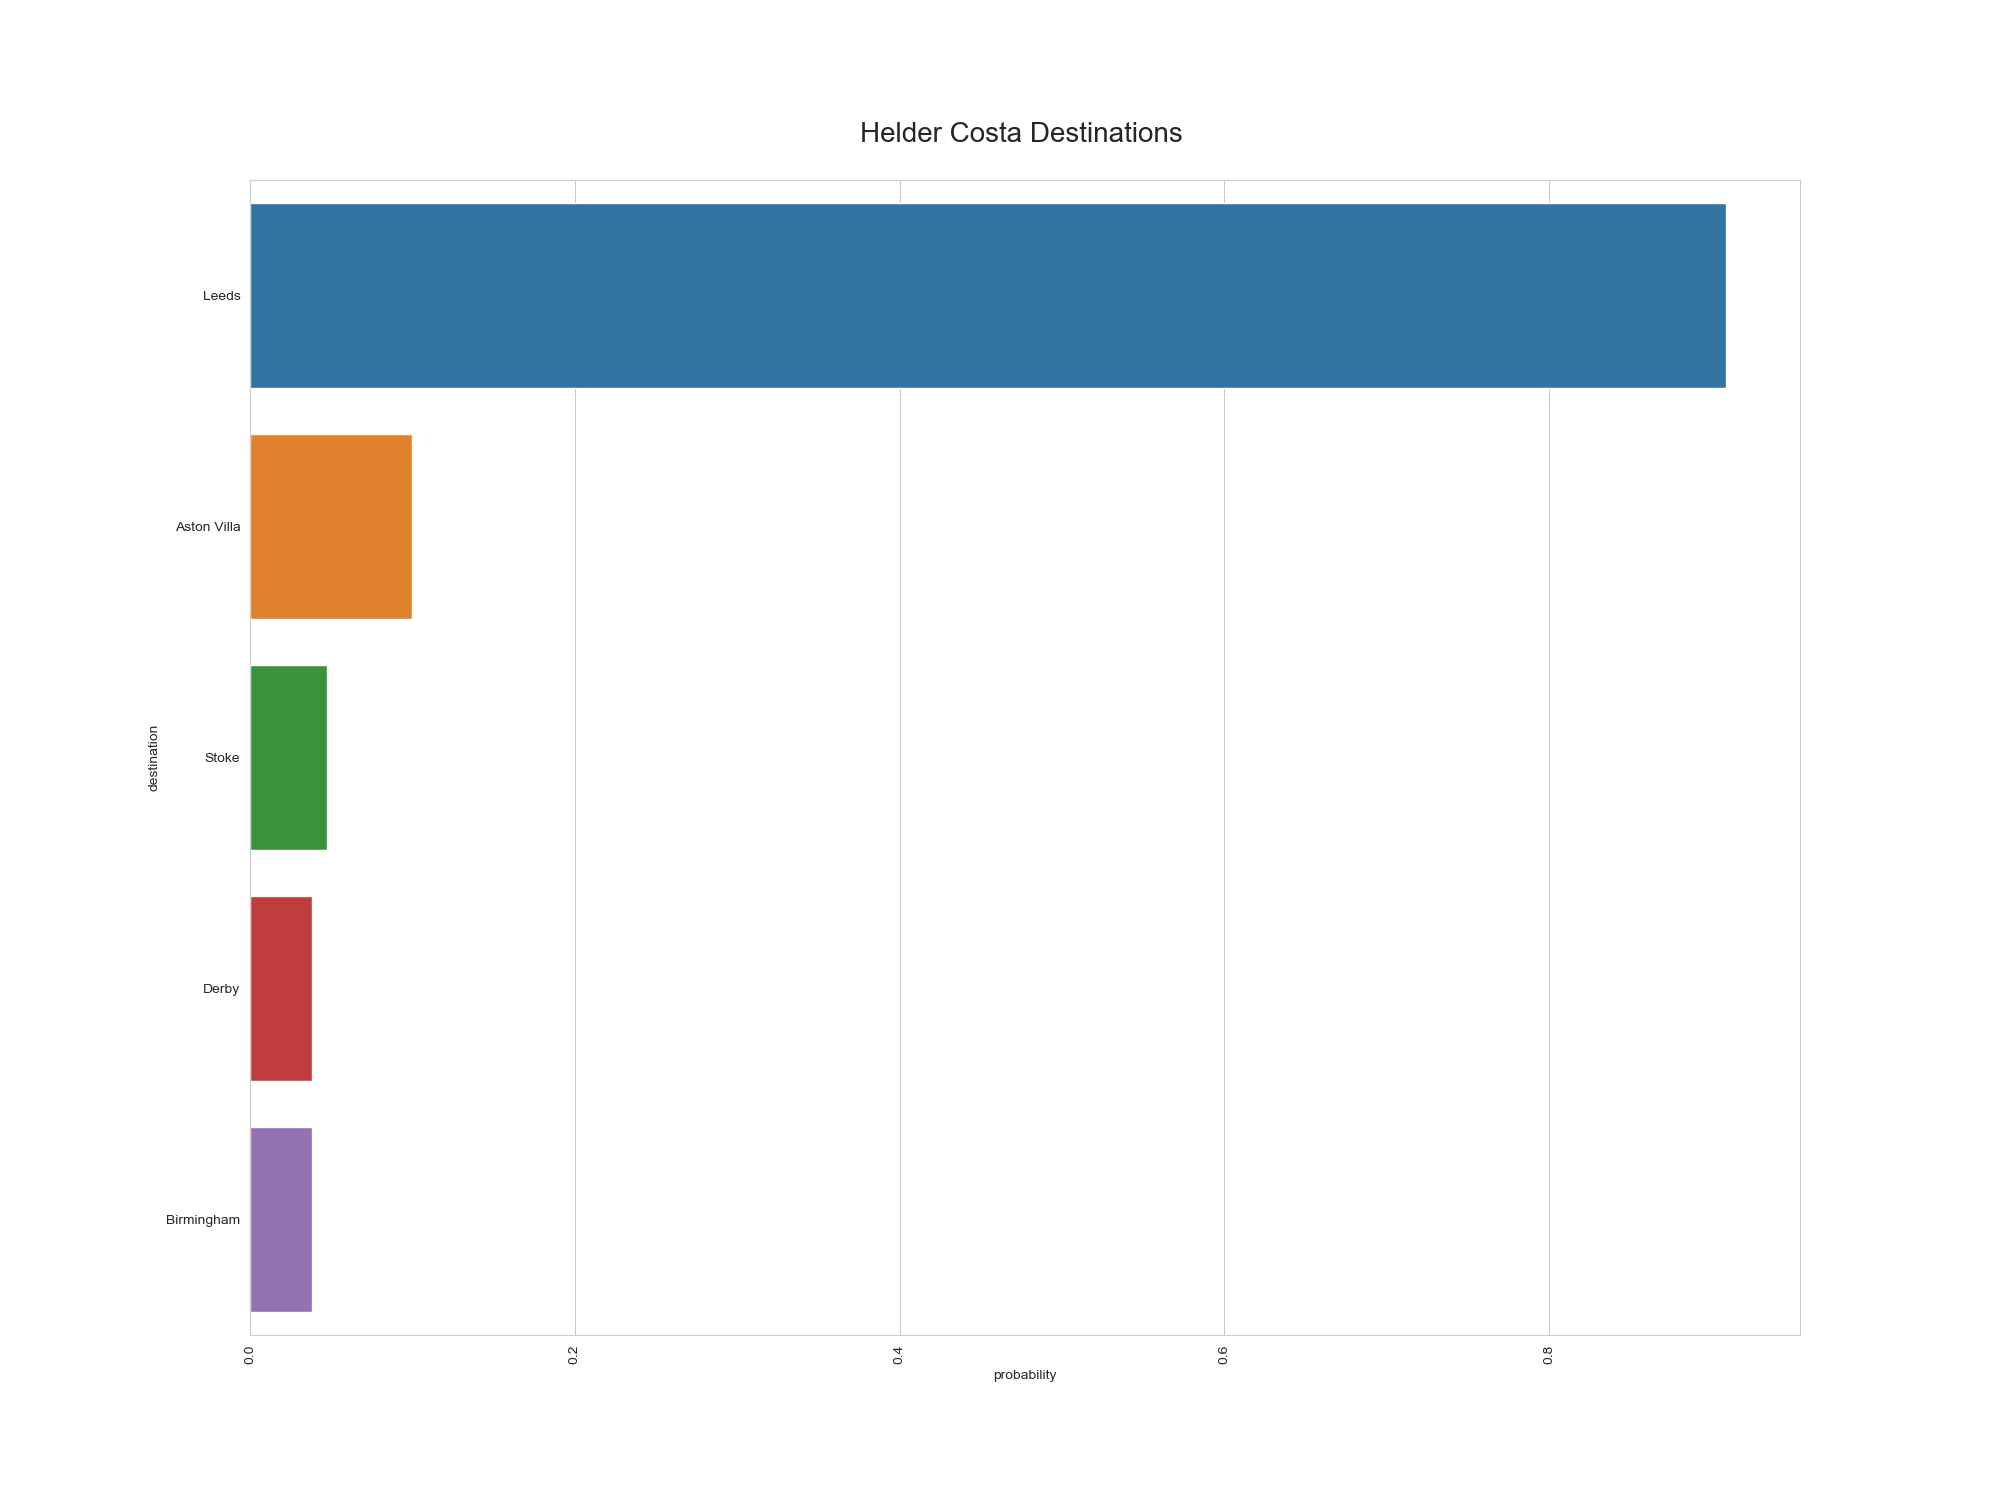 Helder Costa Destinations
Leeds
Aston Villa
Stoke
destination
Derby
Birmingham
0.0
0.2
0.4
0.6
0.8
probability